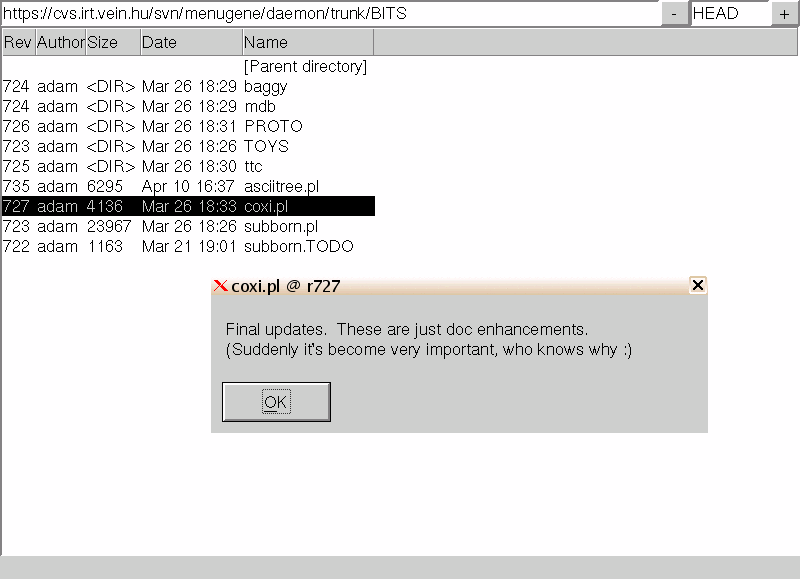 https://cvs.irt.vein.hu/svn/menugene/daemon/trunk/BITS - HEAD +
Rev Author Size Date Name
[Parent directory]
724 adam <DIR> Mar 26 18:29 baggy
724 adam <DIR> Mar 26 18:29 mdb
726 adam <DIR> Mar 26 18:31 PROTO
723 adam <DIR> Mar 26 18:26 TOYS
725 adam <DIR> Mar 26 18:30 ttc
735 adam 6295 Apr 10 16:37 asciitree.pl
727 adam 4136 Mar 26 18:33 coxi.pl
723 adam 23967 Mar 26 18:26 subborn.pl
722 adam 1163 Mar 21 19:01 subborn.TODO
coxi.pl @ r727
Final updates.  These are just doc enhancements.
(Suddenly it's become very important, who knows why :)
OK